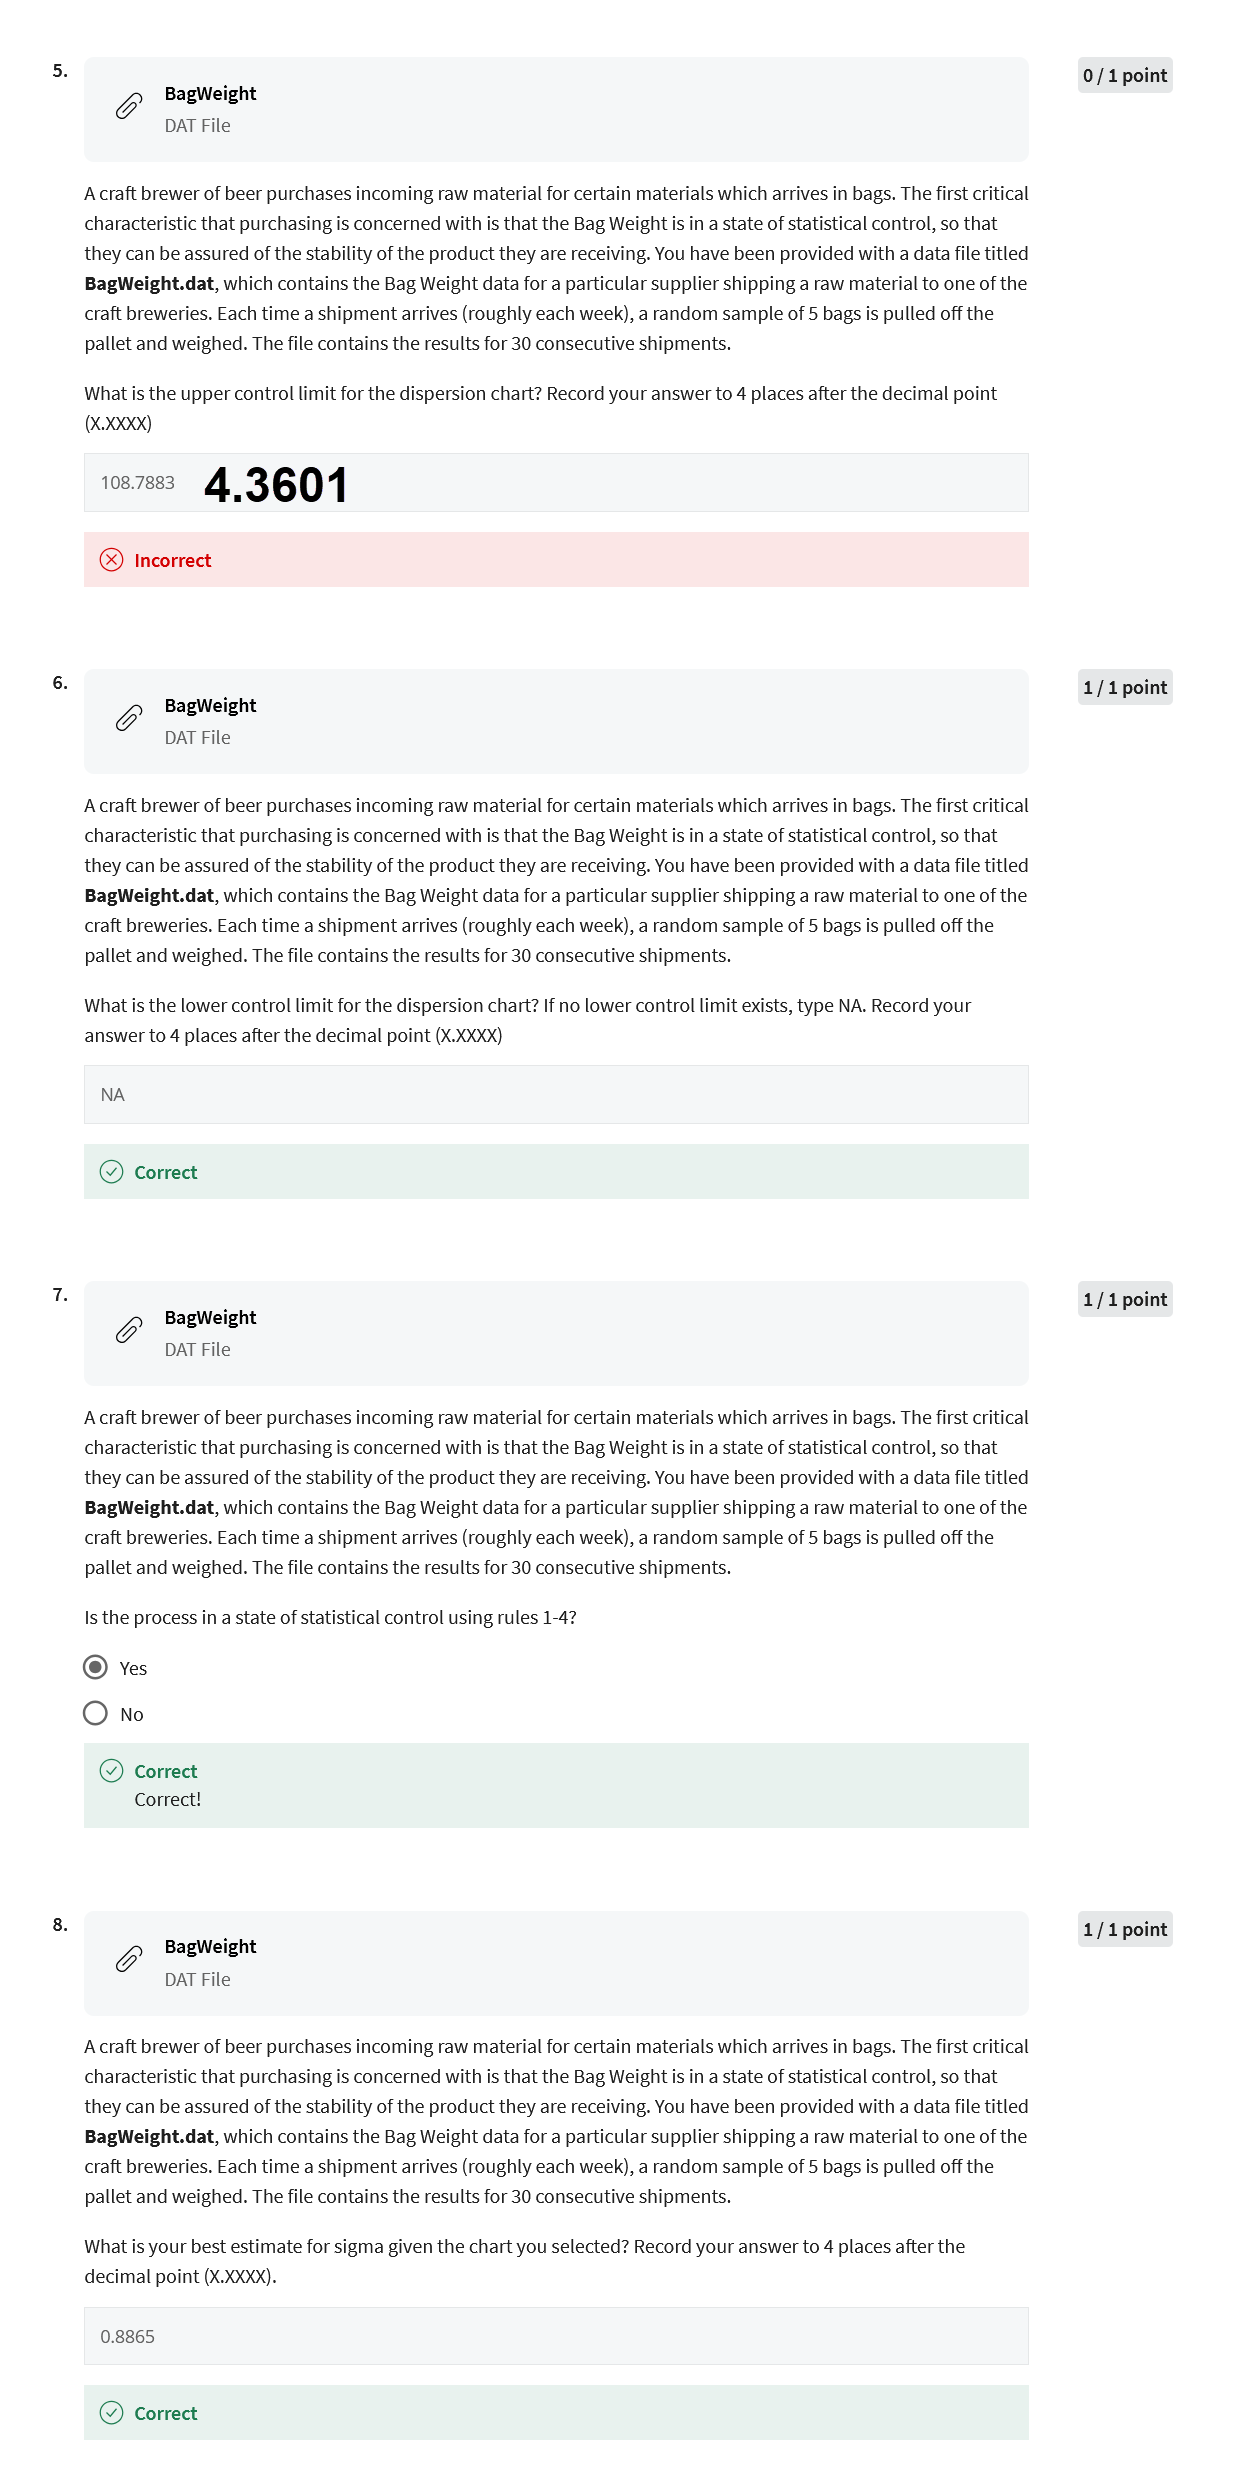 5.
0 / 1 point
BagWeight
DAT File
A craft brewer of beer purchases incoming raw material for certain materials which arrives in bags. The first critical
characteristic that purchasing is concerned with is that the Bag Weight is in a state of statistical control, so that
they can be assured of the stability of the product they are receiving. You have been provided with a data file titled
BagWeight.dat, which contains the Bag Weight data for a particular supplier shipping a raw material to one of the
craft breweries. Each time a shipment arrives (roughly each week), a random sample of 5 bags is pulled off the
pallet and weighed. The file contains the results for 30 consecutive shipments.
What is the upper control limit for the dispersion chart? Record your answer to 4 places after the decimal point
(X.XXXX)
108.7883 4.3601
Incorrect
6.
1 / 1 point
BagWeight
DAT File
A craft brewer of beer purchases incoming raw material for certain materials which arrives in bags. The first critical
characteristic that purchasing is concerned with is that the Bag Weight is in a state of statistical control, so that
they can be assured of the stability of the product they are receiving. You have been provided with a data file titled
BagWeight.dat, which contains the Bag Weight data for a particular supplier shipping a raw material to one of the
craft breweries. Each time a shipment arrives (roughly each week), a random sample of 5 bags is pulled off the
pallet and weighed. The file contains the results for 30 consecutive shipments.
What is the lower control limit for the dispersion chart? If no lower control limit exists, type NA. Record your
answer to 4 places after the decimal point (X.XXXX)
NA
Correct
7.
1 / 1 point
BagWeight
DAT File
A craft brewer of beer purchases incoming raw material for certain materials which arrives in bags. The first critical
characteristic that purchasing is concerned with is that the Bag Weight is in a state of statistical control, so that
they can be assured of the stability of the product they are receiving. You have been provided with a data file titled
BagWeight.dat, which contains the Bag Weight data for a particular supplier shipping a raw material to one of the
craft breweries. Each time a shipment arrives (roughly each week), a random sample of 5 bags is pulled off the
pallet and weighed. The file contains the results for 30 consecutive shipments.
Is the process in a state of statistical control using rules 1-4?
Yes
No
Correct
Correct!
8.
1 / 1 point
BagWeight
DAT File
A craft brewer of beer purchases incoming raw material for certain materials which arrives in bags. The first critical
characteristic that purchasing is concerned with is that the Bag Weight is in a state of statistical control, so that
they can be assured of the stability of the product they are receiving. You have been provided with a data file titled
BagWeight.dat, which contains the Bag Weight data for a particular supplier shipping a raw material to one of the
craft breweries. Each time a shipment arrives (roughly each week), a random sample of 5 bags is pulled off the
pallet and weighed. The file contains the results for 30 consecutive shipments.
What is your best estimate for sigma given the chart you selected? Record your answer to 4 places after the
decimal point (X.XXXX).
0.8865
Correct